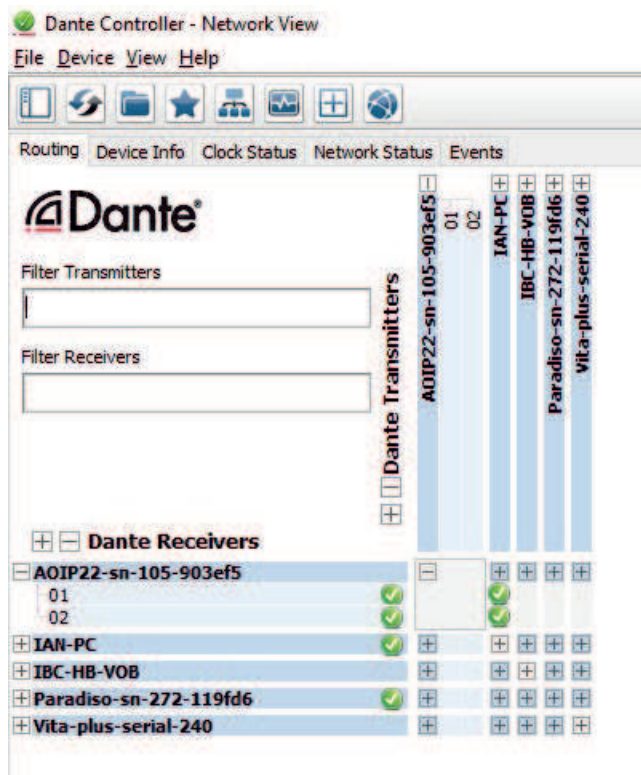 Dante Controller - Network View
File Device View Help
Routing Device Info Clock Status Network Status Events
Dante®
Filter Transmitters
Filter Receivers
Dante Transmitters
AOIP22-sn-105-903ef5
01
02
IAN-PC
IBC-HB-VOB
Paradiso-sn-272-119fd6
Vita-plus-serial-240
Dante Receivers
AOIP22-sn-105-903ef5
01
02
IAN-PC
IBC-HB-VOB
Paradiso-sn-272-119fd6
Vita-plus-serial-240